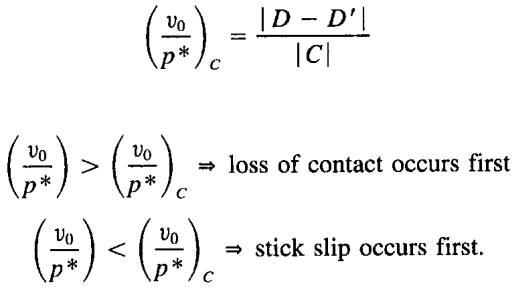 (v₀/p*)_C = |D − D′|/|C|
(v₀/p*) > (v₀/p*)_C ⇒ loss of contact occurs first
(v₀/p*) < (v₀/p*)_C ⇒ stick slip occurs first.